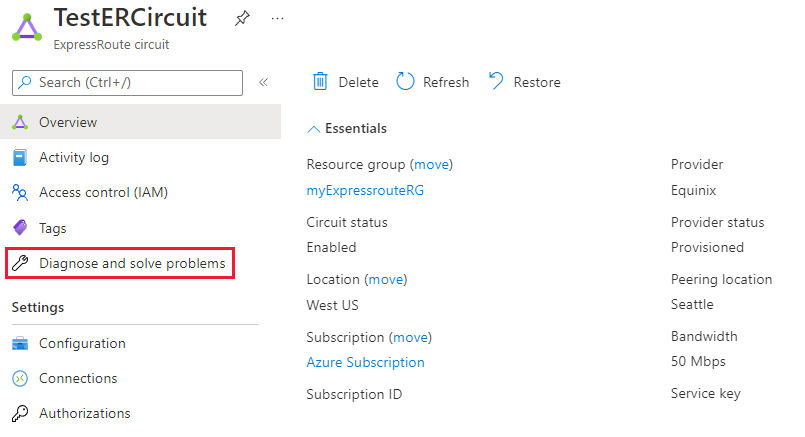 TestERCircuit
ExpressRoute circuit
Search (Ctrl+/)
Overview
Activity log
Access control (IAM)
Tags
Diagnose and solve problems
Settings
Configuration
Connections
Authorizations
Delete Refresh Restore
Essentials
Resource group (move)
myExpressrouteRG
Circuit status
Enabled
Location (move)
West US
Subscription (move)
Azure Subscription
Subscription ID
Provider
Equinix
Provider status
Provisioned
Peering location
Seattle
Bandwidth
50 Mbps
Service key